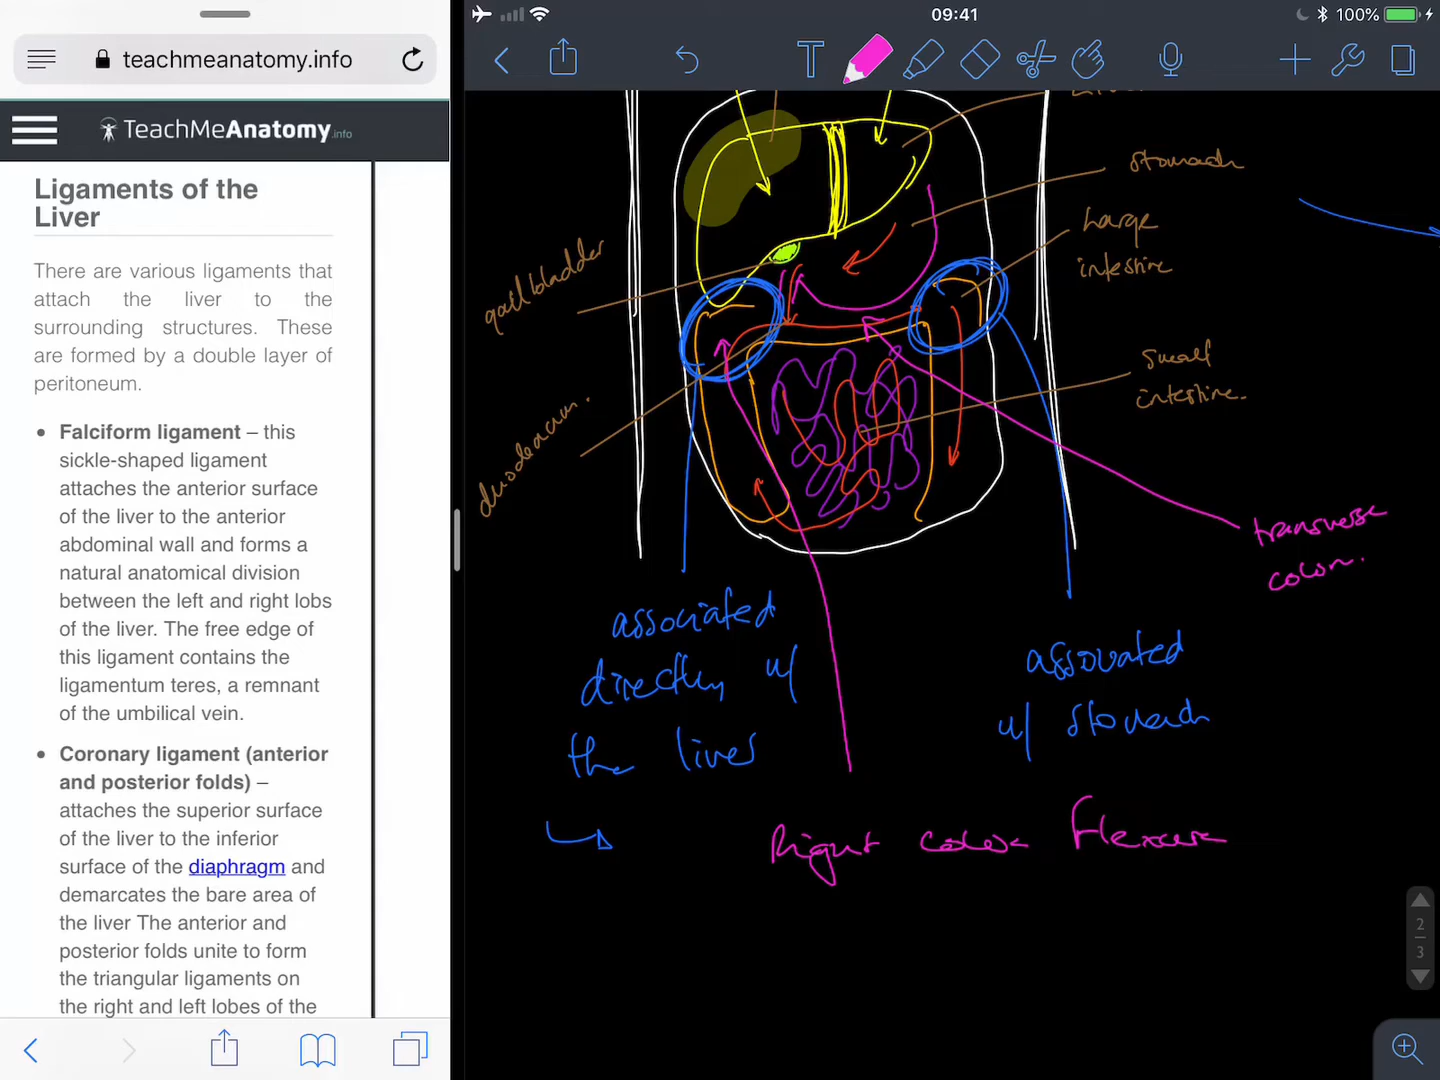 09:41
100%
teachmeanatomy.info
TeachMeAnatomy.info
Ligaments of the
Liver
There are various ligaments that
attach the liver to the
surrounding structures. These
are formed by a double layer of
peritoneum.
Falciform ligament – this
sickle-shaped ligament
attaches the anterior surface
of the liver to the anterior
abdominal wall and forms a
natural anatomical division
between the left and right lobs
of the liver. The free edge of
this ligament contains the
ligamentum teres, a remnant
of the umbilical vein.
Coronary ligament (anterior
and posterior folds) –
attaches the superior surface
of the liver to the inferior
surface of the diaphragm and
demarcates the bare area of
the liver The anterior and
posterior folds unite to form
the triangular ligaments on
the right and left lobes of the
T
stomach
Large
intestine
gallbladder
small
intestine.
duodenum.
transverse
colon.
associated
directly w/
the liver
associated
w/ stomach
Right colix Flexure
2
3